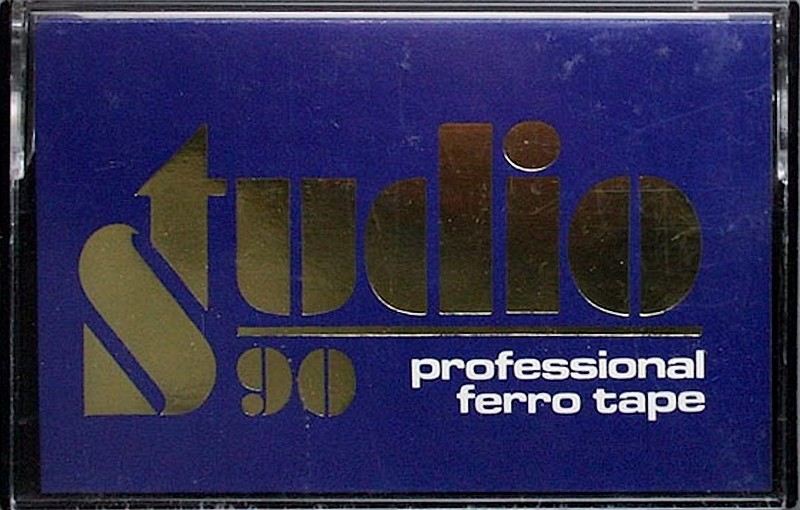 Studio
90
professional
ferro tape